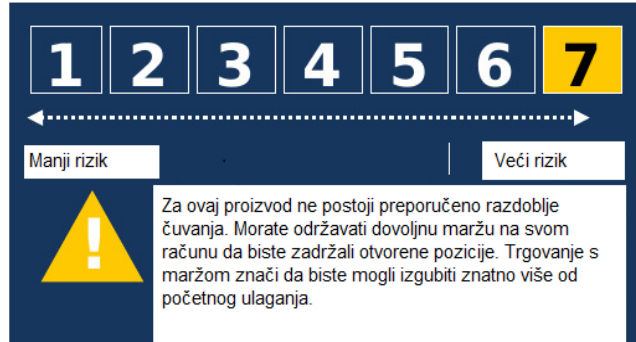 1 2 3 4 5 6 7
Manji rizik Veći rizik
!
Za ovaj proizvod ne postoji preporučeno razdoblje
čuvanja. Morate održavati dovoljnu maržu na svom
računu da biste zadržali otvorene pozicije. Trgovanje s
maržom znači da biste mogli izgubiti znatno više od
početnog ulaganja.